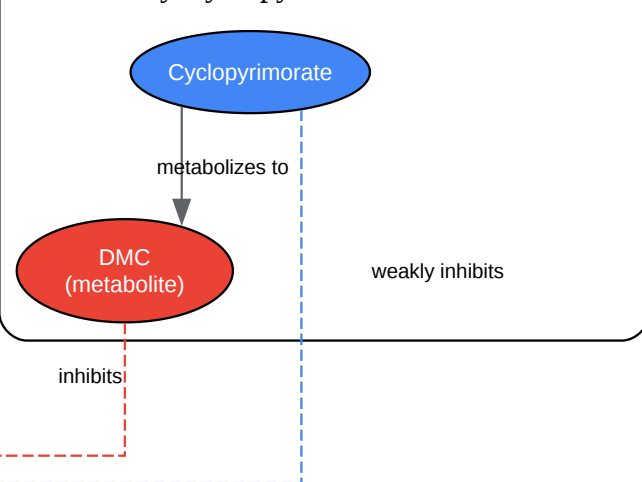 Cyclopyrimorate
metabolizes to
DMC
(metabolite)
weakly inhibits
inhibits